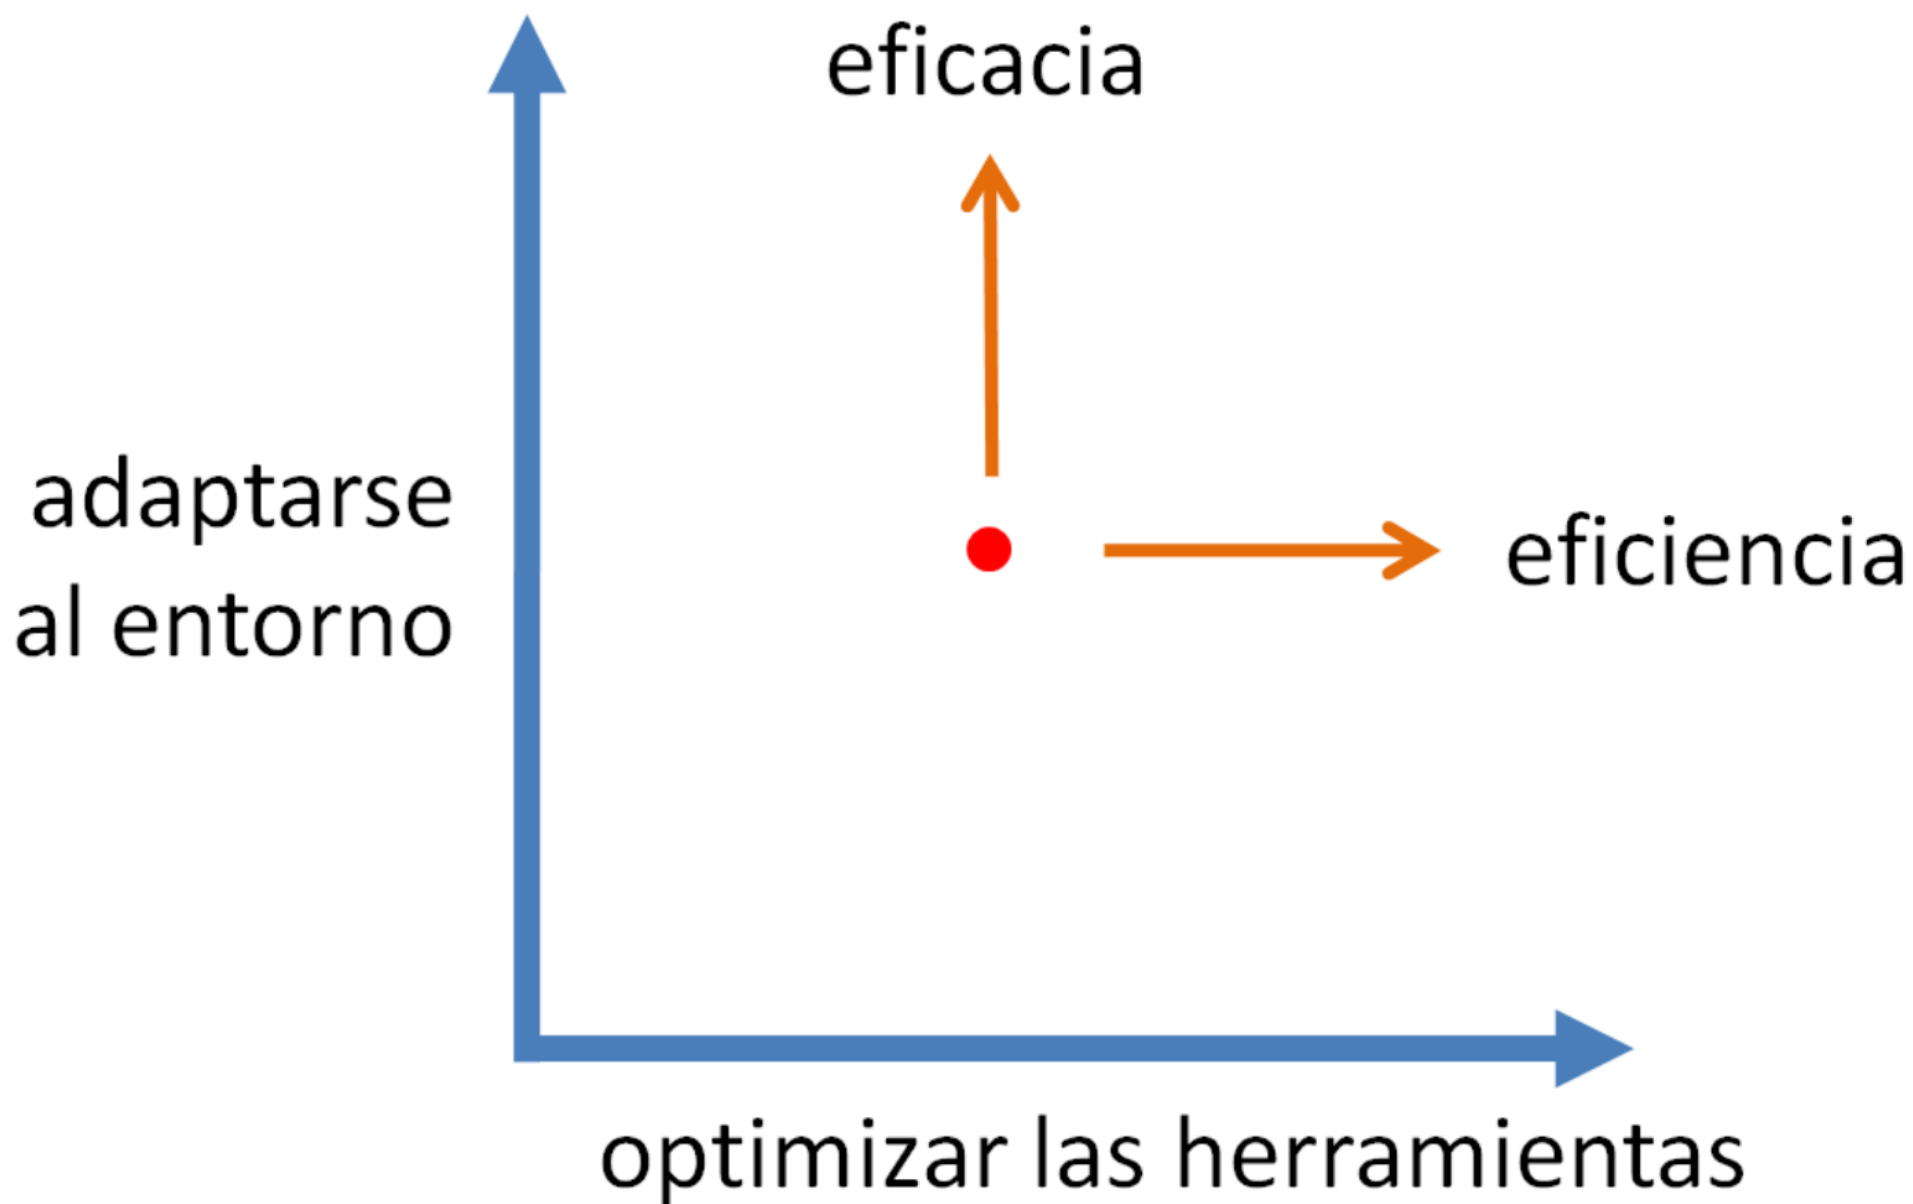 eficacia
adaptarse
al entorno
eficiencia
optimizar las herramientas